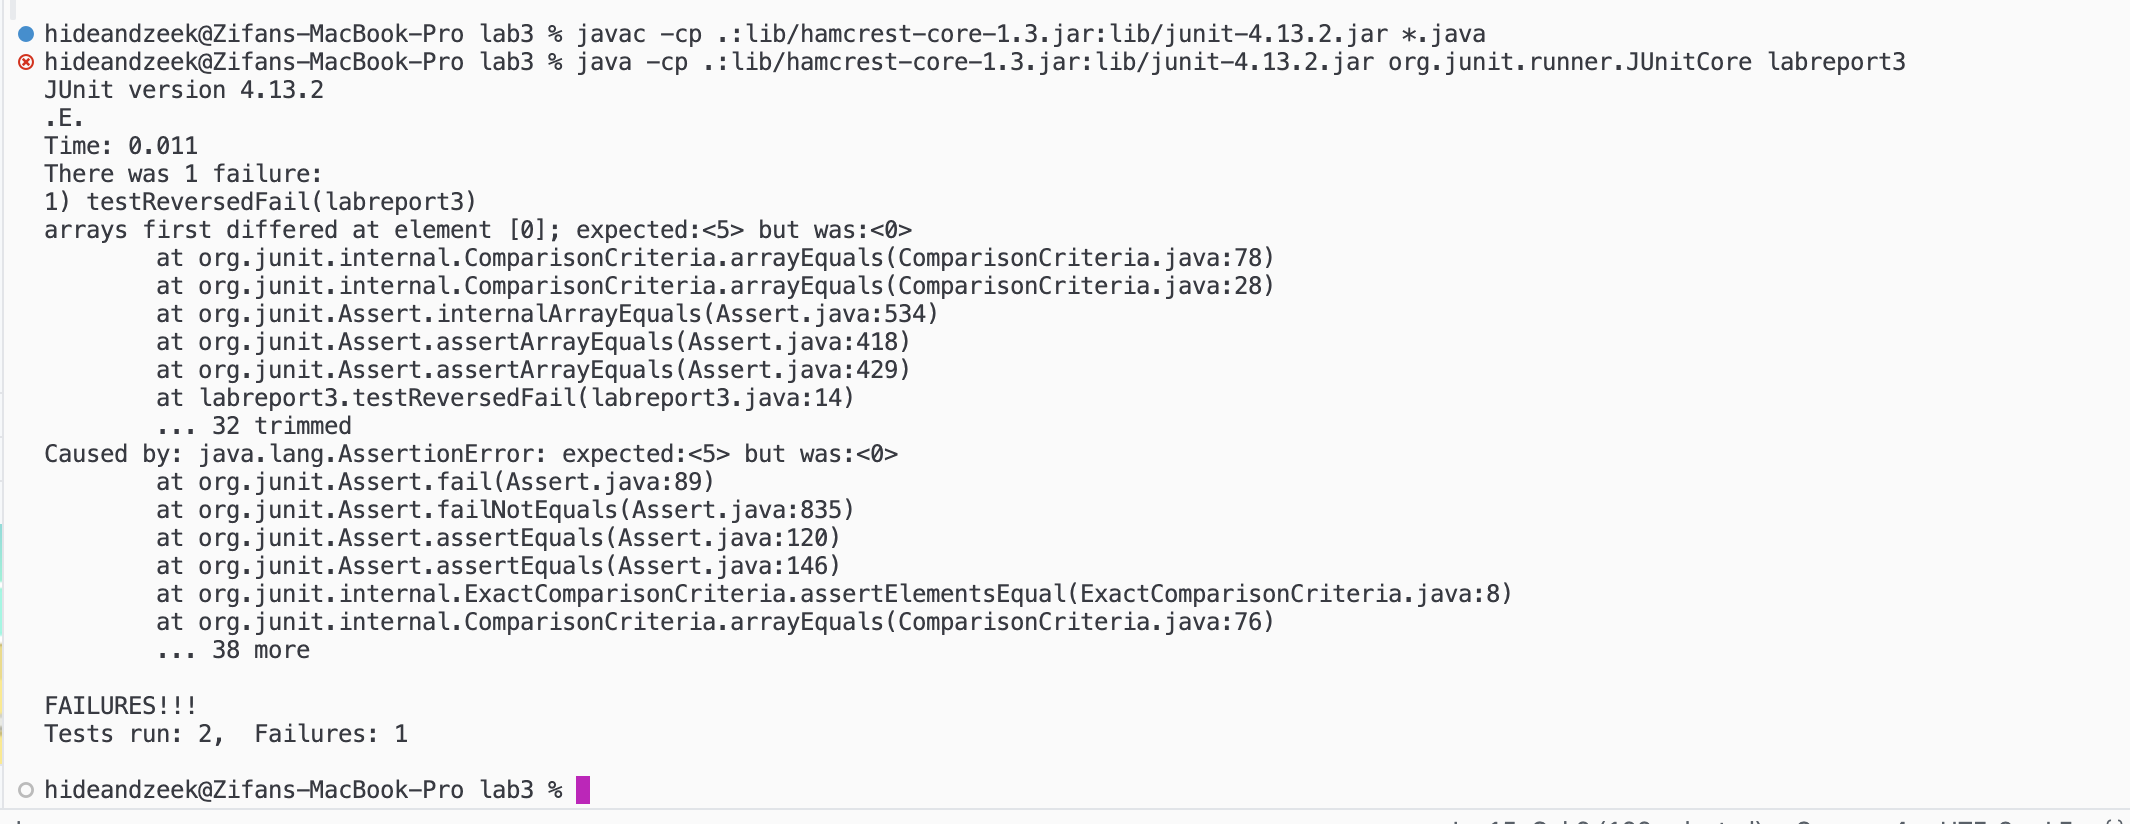 hideandzeek@Zifans-MacBook-Pro lab3 % javac -cp .:lib/hamcrest-core-1.3.jar:lib/junit-4.13.2.jar *.java
hideandzeek@Zifans-MacBook-Pro lab3 % java -cp .:lib/hamcrest-core-1.3.jar:lib/junit-4.13.2.jar org.junit.runner.JUnitCore labreport3
JUnit version 4.13.2
.E.
Time: 0.011
There was 1 failure:
1) testReversedFail(labreport3)
arrays first differed at element [0]; expected:<5> but was:<0>
        at org.junit.internal.ComparisonCriteria.arrayEquals(ComparisonCriteria.java:78)
        at org.junit.internal.ComparisonCriteria.arrayEquals(ComparisonCriteria.java:28)
        at org.junit.Assert.internalArrayEquals(Assert.java:534)
        at org.junit.Assert.assertArrayEquals(Assert.java:418)
        at org.junit.Assert.assertArrayEquals(Assert.java:429)
        at labreport3.testReversedFail(labreport3.java:14)
        ... 32 trimmed
Caused by: java.lang.AssertionError: expected:<5> but was:<0>
        at org.junit.Assert.fail(Assert.java:89)
        at org.junit.Assert.failNotEquals(Assert.java:835)
        at org.junit.Assert.assertEquals(Assert.java:120)
        at org.junit.Assert.assertEquals(Assert.java:146)
        at org.junit.internal.ExactComparisonCriteria.assertElementsEqual(ExactComparisonCriteria.java:8)
        at org.junit.internal.ComparisonCriteria.arrayEquals(ComparisonCriteria.java:76)
        ... 38 more

FAILURES!!!
Tests run: 2,  Failures: 1

hideandzeek@Zifans-MacBook-Pro lab3 %